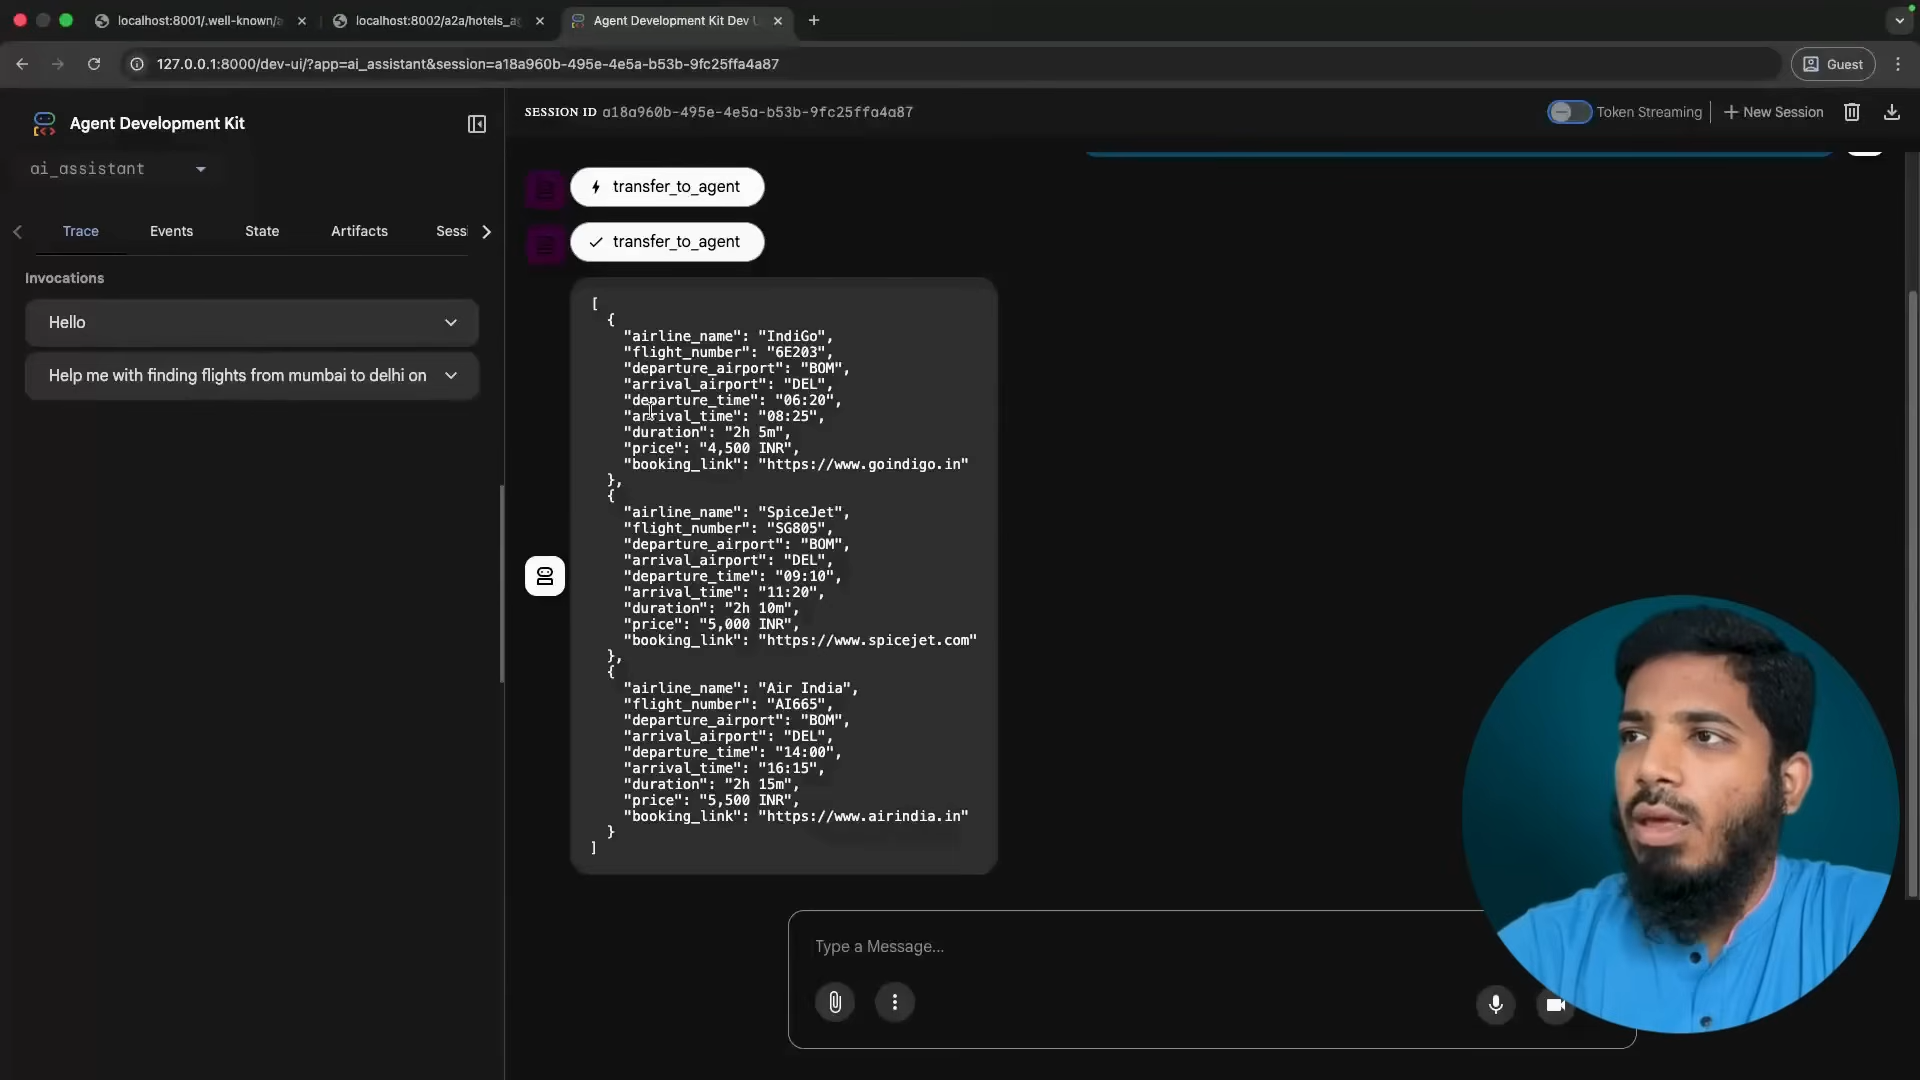 localhost:8001/.well-known/a
localhost:8002/a2a/hotels_a
Agent Development Kit Dev U
127.0.0.1:8000/dev-ui/?app=ai_assistant&session=a18a960b-495e-4e5a-b53b-9fc25ffa4a87
Guest
Agent Development Kit
SESSION ID a18a960b-495e-4e5a-b53b-9fc25ffa4a87
Token Streaming
New Session
ai_assistant
Trace
Events
State
Artifacts
Sessi
Invocations
Hello
Help me with finding flights from mumbai to delhi on
transfer_to_agent
transfer_to_agent
[
{
"airline_name": "IndiGo",
"flight_number": "6E203",
"departure_airport": "BOM",
"arrival_airport": "DEL",
"departure_time": "06:20",
"arrival_time": "08:25",
"duration": "2h 5m",
"price": "4,500 INR",
"booking_link": "https://www.goindigo.in"
},
{
"airline_name": "SpiceJet",
"flight_number": "SG805",
"departure_airport": "BOM",
"arrival_airport": "DEL",
"departure_time": "09:10",
"arrival_time": "11:20",
"duration": "2h 10m",
"price": "5,000 INR",
"booking_link": "https://www.spicejet.com"
},
{
"airline_name": "Air India",
"flight_number": "AI665",
"departure_airport": "BOM",
"arrival_airport": "DEL",
"departure_time": "14:00",
"arrival_time": "16:15",
"duration": "2h 15m",
"price": "5,500 INR",
"booking_link": "https://www.airindia.in"
}
]
Type a Message...